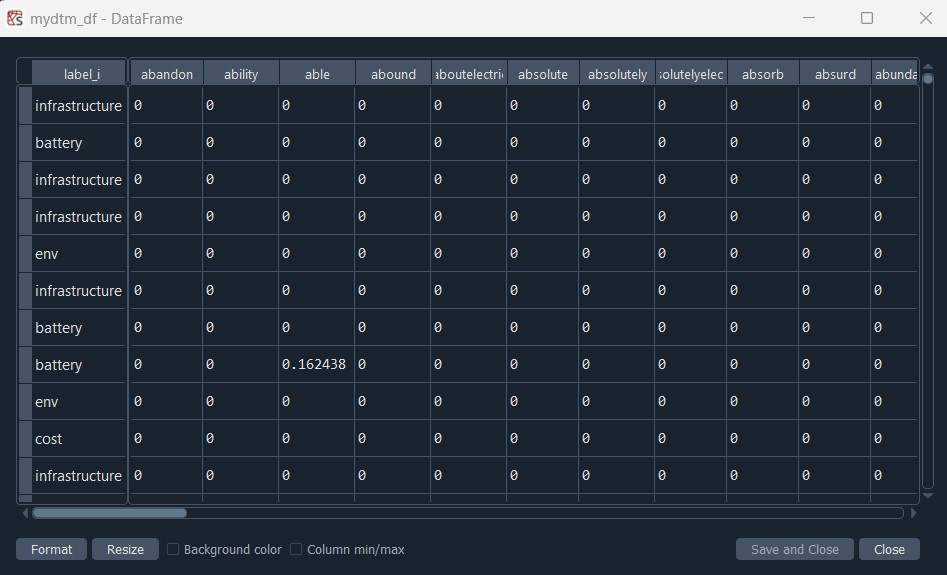 mydtm_df - DataFrame
label_i abandon ability able abound aboutelectri absolute absolutely solutelyelec absorb absurd abunda
infrastructure 0 0 0 0 0 0 0 0 0 0 0
battery 0 0 0 0 0 0 0 0 0 0 0
infrastructure 0 0 0 0 0 0 0 0 0 0 0
infrastructure 0 0 0 0 0 0 0 0 0 0 0
env 0 0 0 0 0 0 0 0 0 0 0
infrastructure 0 0 0 0 0 0 0 0 0 0 0
battery 0 0 0 0 0 0 0 0 0 0 0
battery 0 0 0.162438 0 0 0 0 0 0 0 0
env 0 0 0 0 0 0 0 0 0 0 0
cost 0 0 0 0 0 0 0 0 0 0 0
infrastructure 0 0 0 0 0 0 0 0 0 0 0
Format Resize Background color Column min/max Save and Close Close